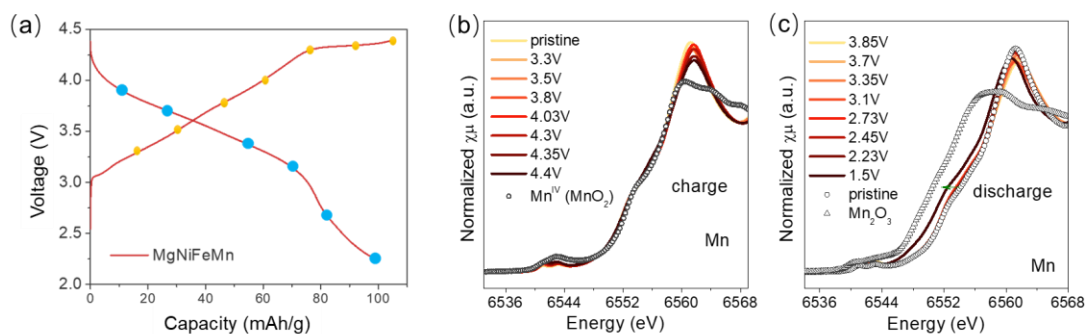 (a)
4.5
4.0
3.5
3.0
2.5
2.0
Voltage (V)
MgNiFeMn
0 20 40 60 80 100
Capacity (mAh/g)
(b)
Normalized χμ (a.u.)
pristine
3.3V
3.5V
3.8V
4.03V
4.3V
4.35V
4.4V
Mn^IV (MnO₂)
charge
Mn
6536 6544 6552 6560 6568
Energy (eV)
(c)
Normalized χμ (a.u.)
3.85V
3.7V
3.35V
3.1V
2.73V
2.45V
2.23V
1.5V
pristine
Mn₂O₃
discharge
Mn
6536 6544 6552 6560 6568
Energy (eV)